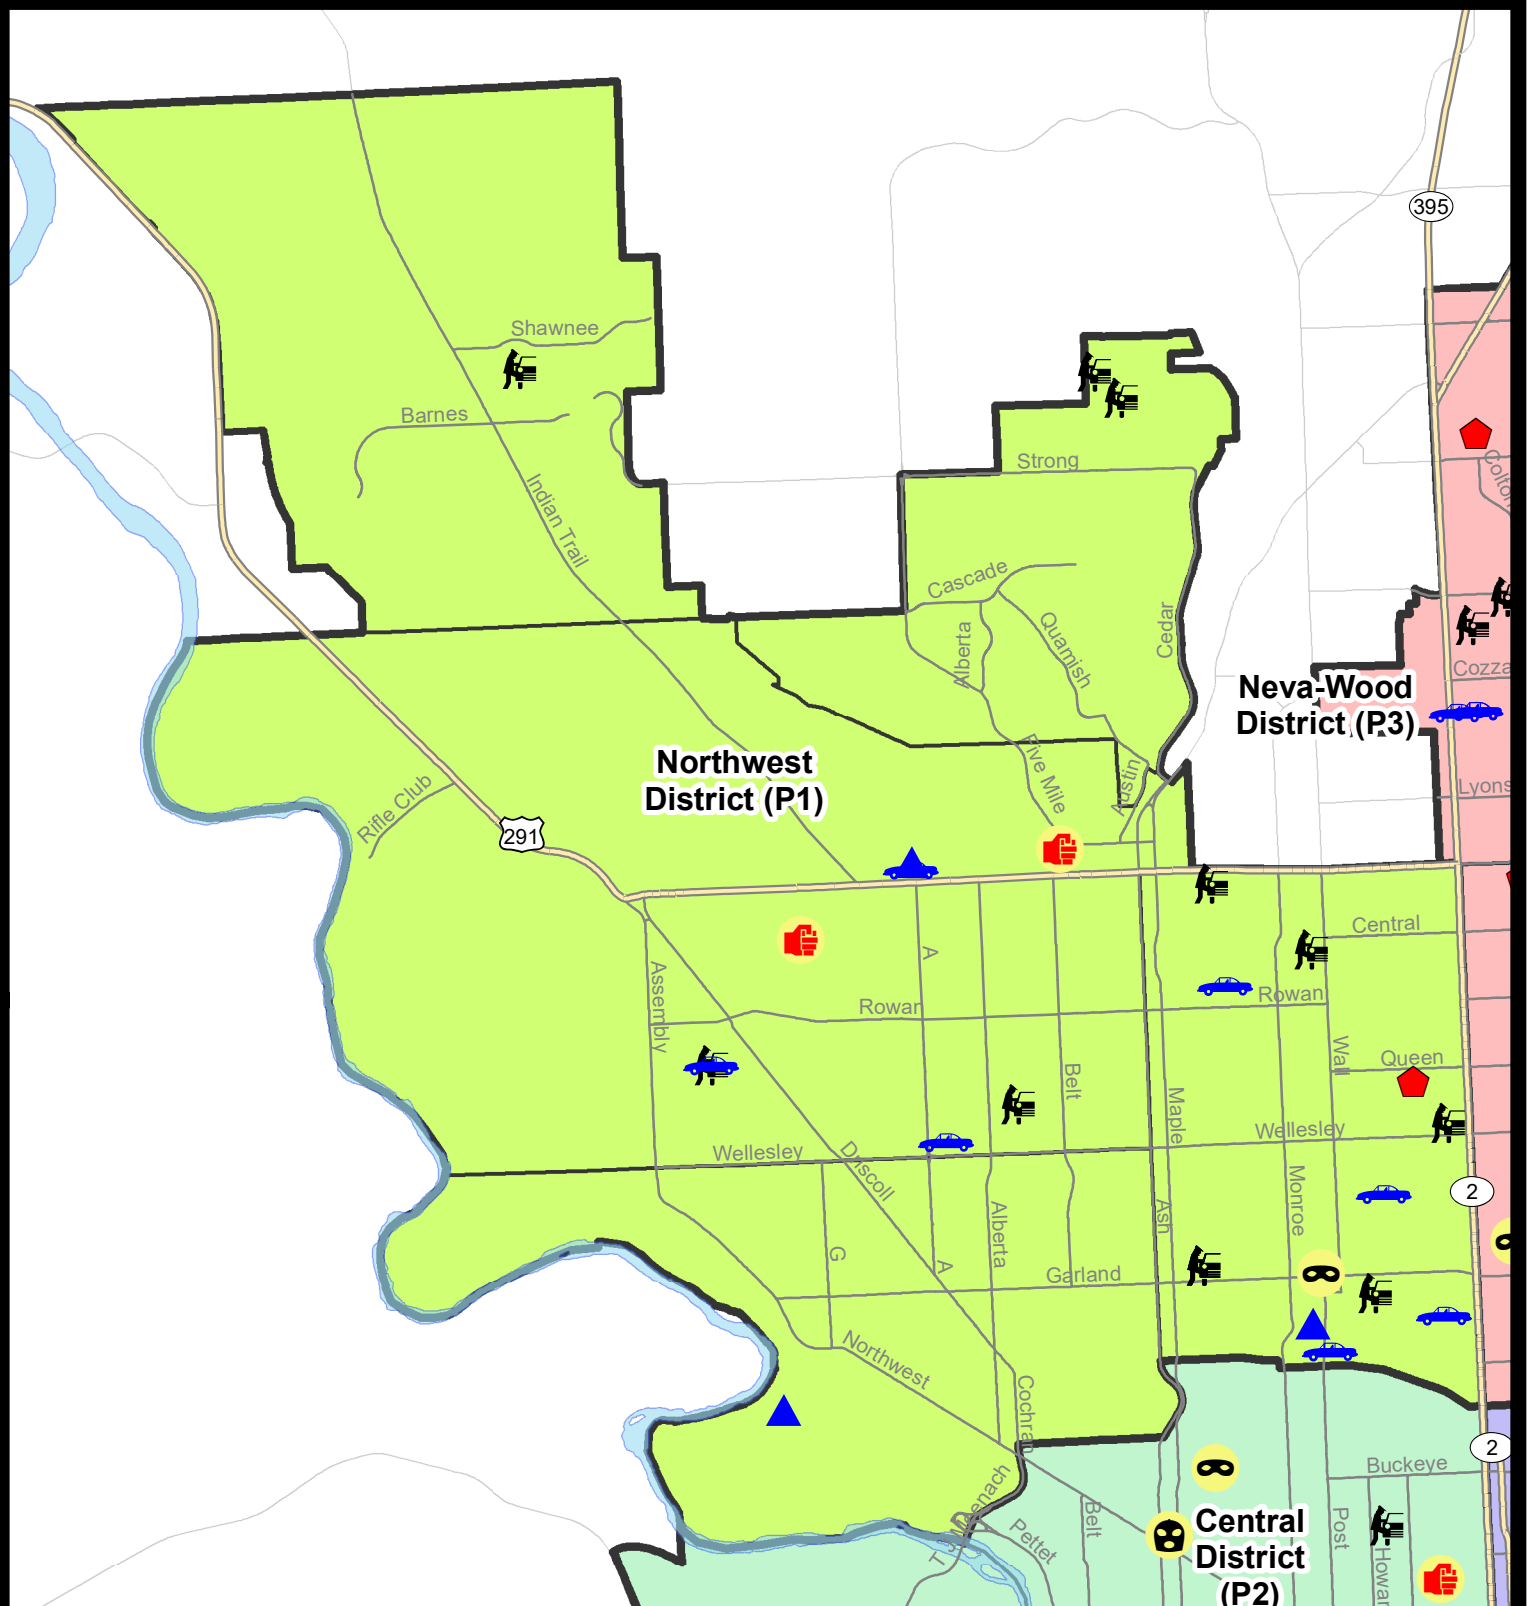 395
Shawnee
Barnes
Indian Trail
Strong
Colton
Cascade
Alberta
Quamish
Cedar
Cozza
Neva-Wood
District (P3)
Northwest
District (P1)
Five Mile
Austin
Lyons
Rifle Club
291
Central
A
Assembly
Rowan
Rowan
Wall
Queen
Belt
Maple
Wellesley
Wellesley
Driscoll
Monroe
2
Ash
Alberta
G
A
Garland
Northwest
Cochran
2
Buckeye
Belt
Pettet
T
Post
Howar
Central
District
(P2)